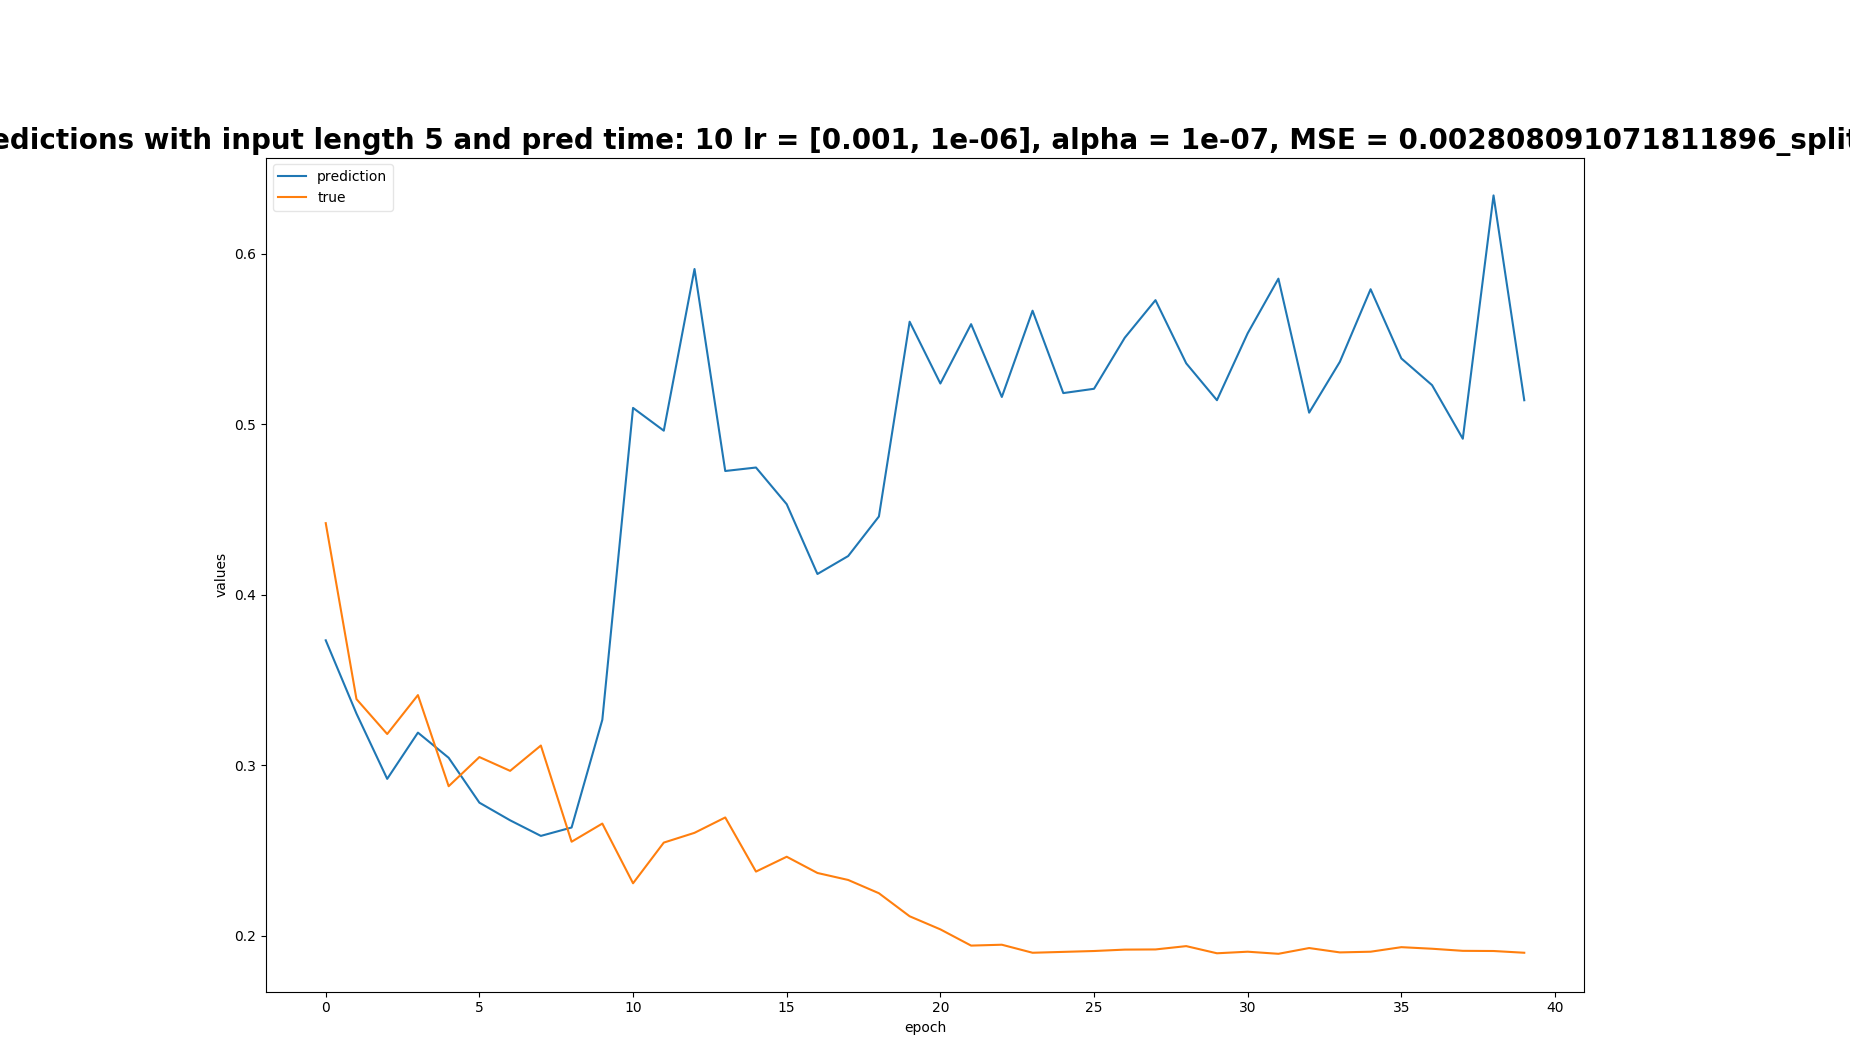 edictions with input length 5 and pred time: 10 lr = [0.001, 1e-06], alpha = 1e-07, MSE = 0.002808091071811896_split
prediction
true
0.6
0.5
0.4
0.3
0.2
values
0 5 10 15 20 25 30 35 40
epoch